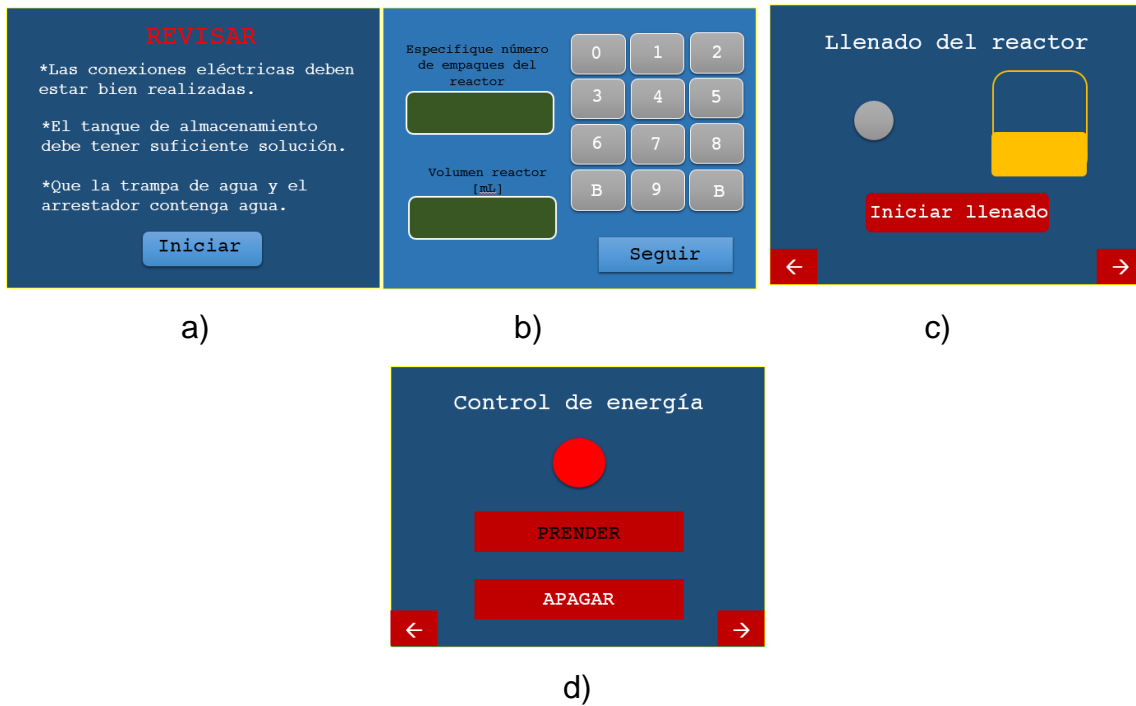 REVISAR
*Las conexiones eléctricas deben
estar bien realizadas.
*El tanque de almacenamiento
debe tener suficiente solución.
*Que la trampa de agua y el
arrestador contenga agua.
Iniciar
a)
Especifique número
de empaques del
reactor
Volumen reactor
[mL]
0 1 2
3 4 5
6 7 8
B 9 B
Seguir
b)
Llenado del reactor
Iniciar llenado
← →
c)
Control de energía
PRENDER
APAGAR
← →
d)